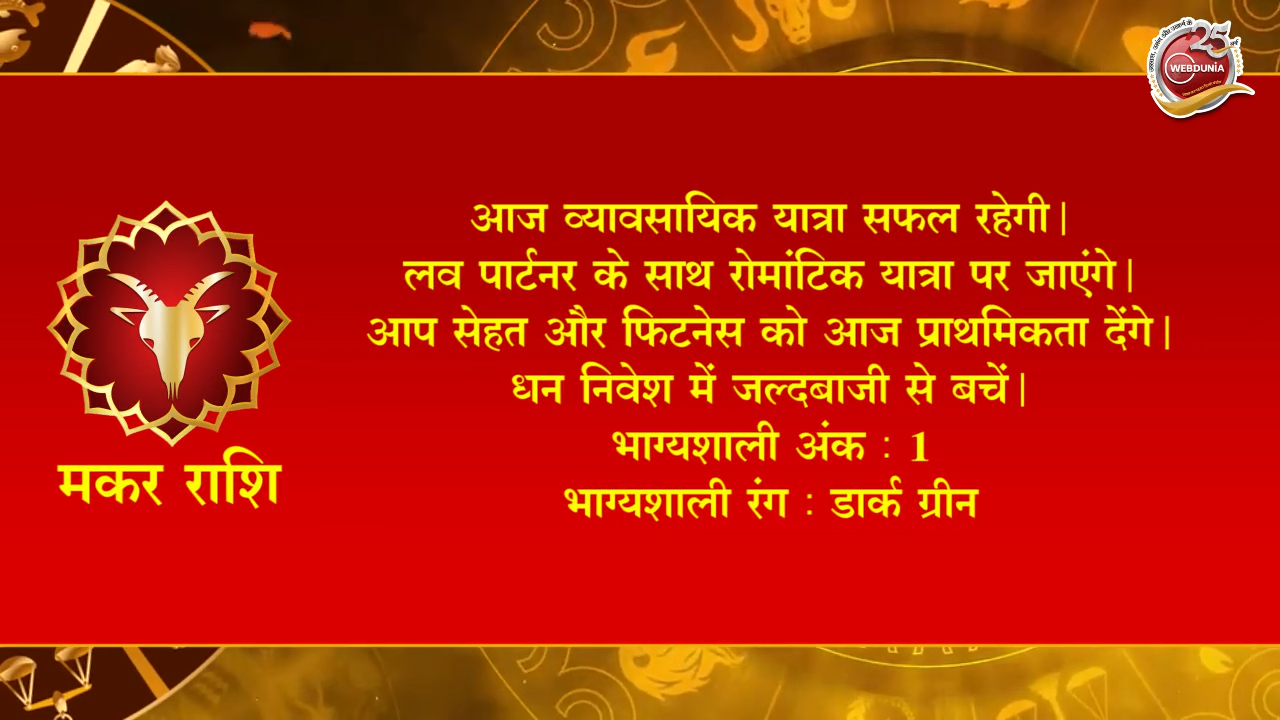 WEBDUNIA
25
आज व्यावसायिक यात्रा सफल रहेगी|
लव पार्टनर के साथ रोमांटिक यात्रा पर जाएंगे|
आप सेहत और फिटनेस को आज प्राथमिकता देंगे|
धन निवेश में जल्दबाजी से बचें|
भाग्यशाली अंक : 1
भाग्यशाली रंग : डार्क ग्रीन
मकर राशि